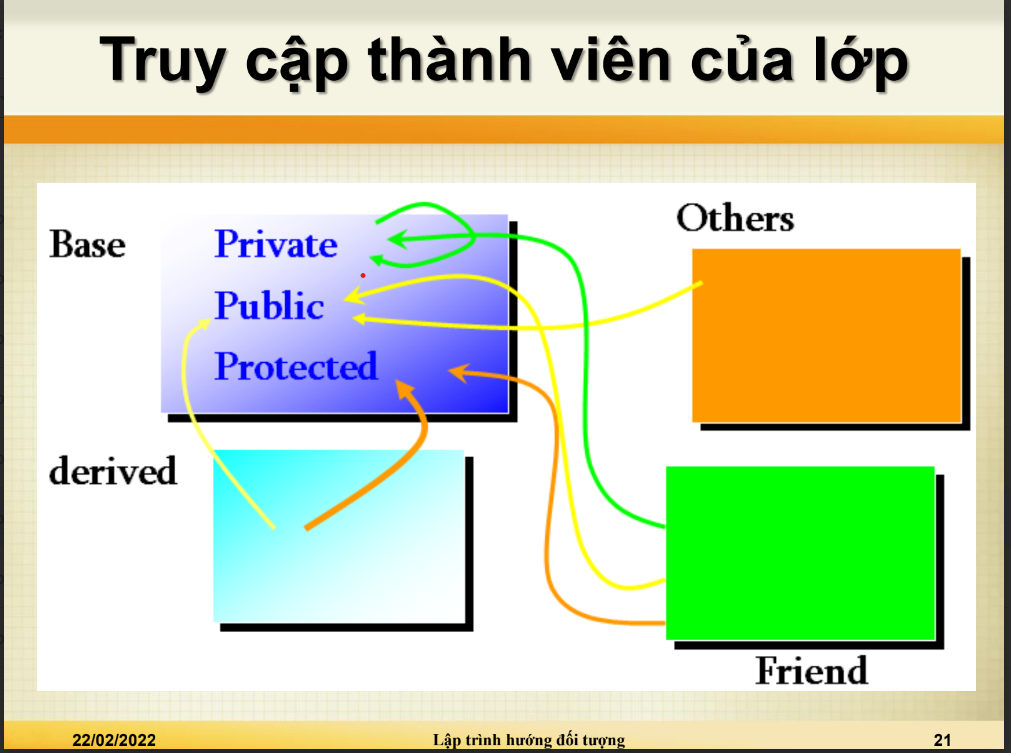 Truy cập thành viên của lớp
Base
Private
Public
Protected
Others
derived
Friend
22/02/2022
Lập trình hướng đối tượng
21